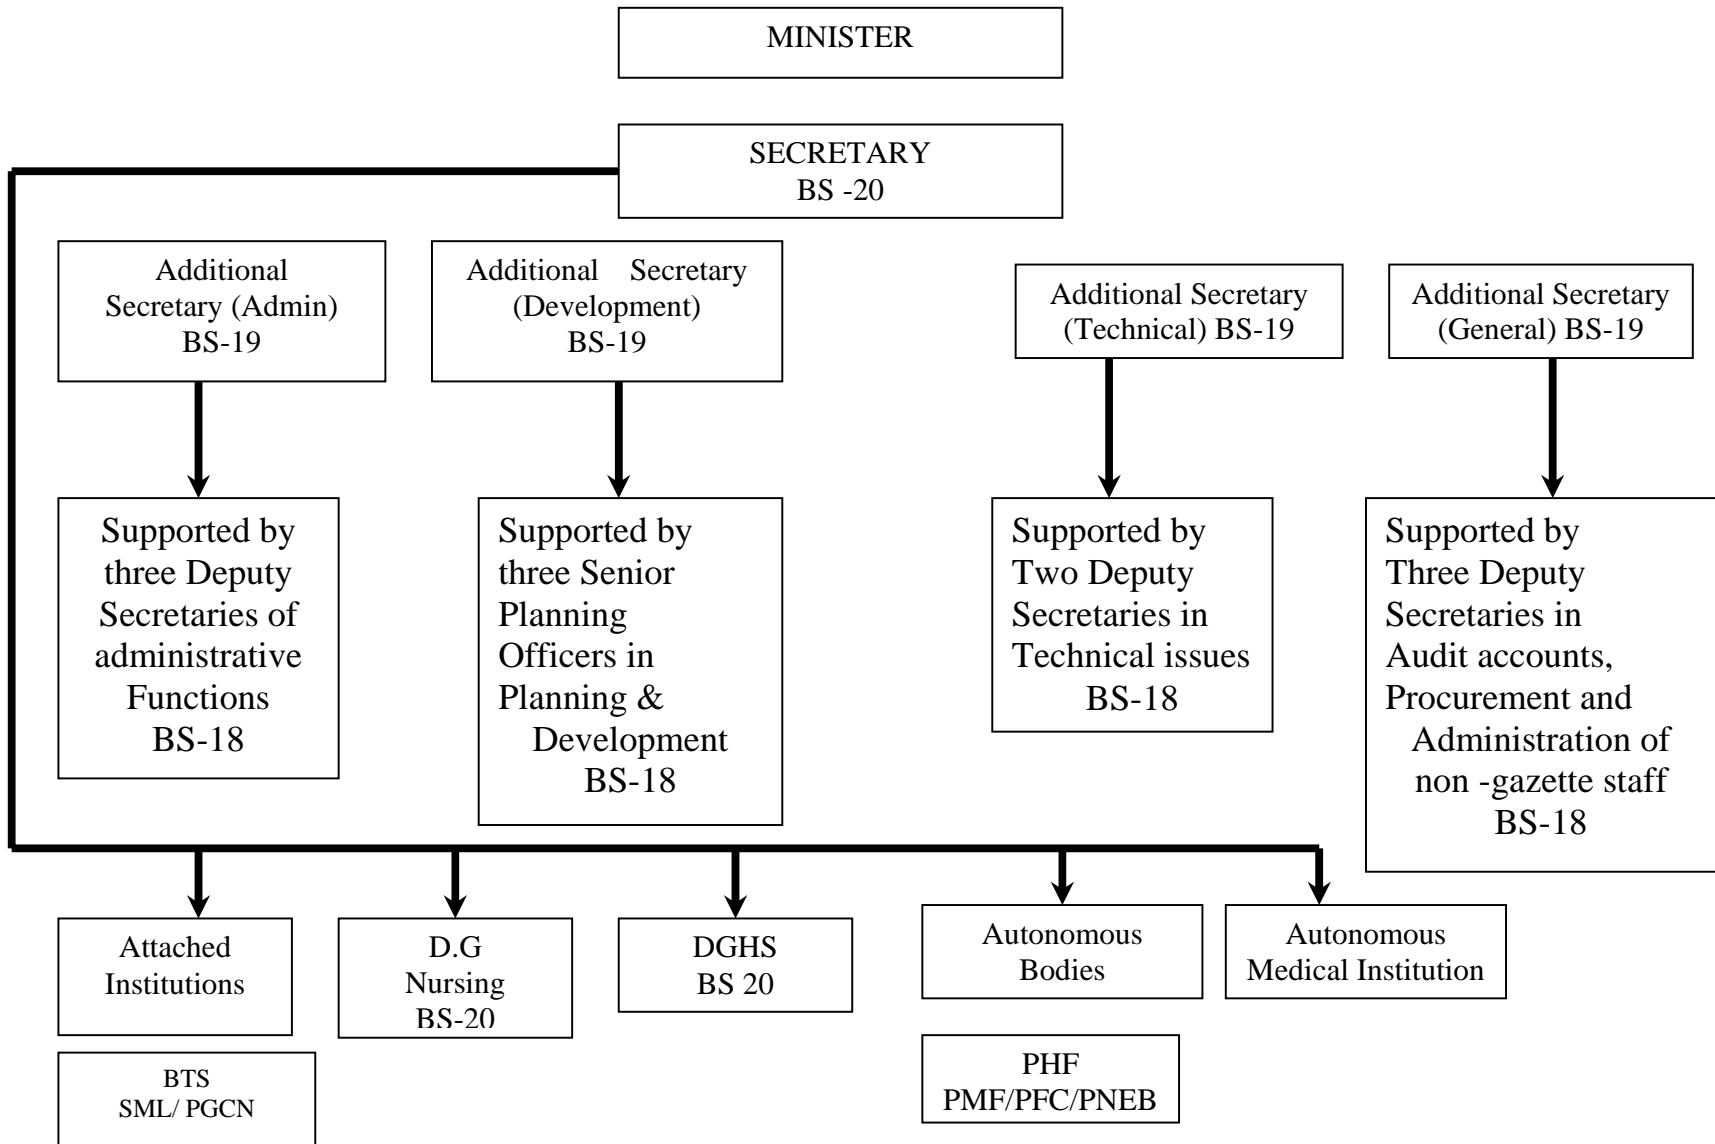 MINISTER
SECRETARY
BS -20
Additional
Secretary (Admin)
BS-19
Additional Secretary
(Development)
BS-19
Additional Secretary
(Technical) BS-19
Additional Secretary
(General) BS-19
Supported by
three Deputy
Secretaries of
administrative
Functions
BS-18
Supported by
three Senior
Planning
Officers in
Planning &
Development
BS-18
Supported by
Two Deputy
Secretaries in
Technical issues
BS-18
Supported by
Three Deputy
Secretaries in
Audit accounts,
Procurement and
Administration of
non -gazette staff
BS-18
Attached
Institutions
D.G
Nursing
BS-20
DGHS
BS 20
Autonomous
Bodies
Autonomous
Medical Institution
BTS
SML/ PGCN
PHF
PMF/PFC/PNEB